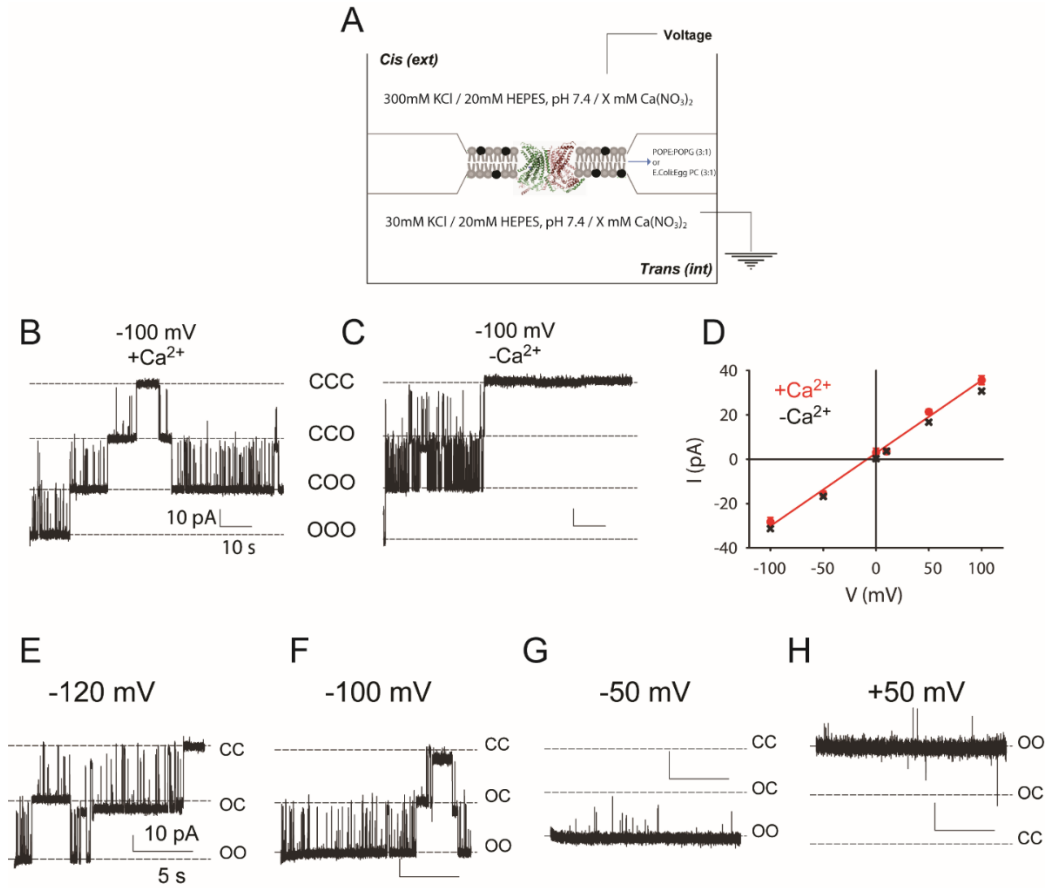 A
Voltage
Cis (ext)
300mM KCl / 20mM HEPES, pH 7.4 / X mM Ca(NO₃)₂
POPE:POPG (3:1)
or
E.Coli:Egg PC (3:1)
30mM KCl / 20mM HEPES, pH 7.4 / X mM Ca(NO₃)₂
Trans (int)
B
-100 mV
+Ca²⁺
10 pA
10 s
CCC
CCO
COO
OOO
C
-100 mV
-Ca²⁺
D
+Ca²⁺
-Ca²⁺
I (pA)
40
20
0
-20
-40
-100
-50
0
50
100
V (mV)
E
-120 mV
CC
OC
OO
10 pA
5 s
F
-100 mV
CC
OC
OO
G
-50 mV
CC
OC
OO
H
+50 mV
OO
OC
CC